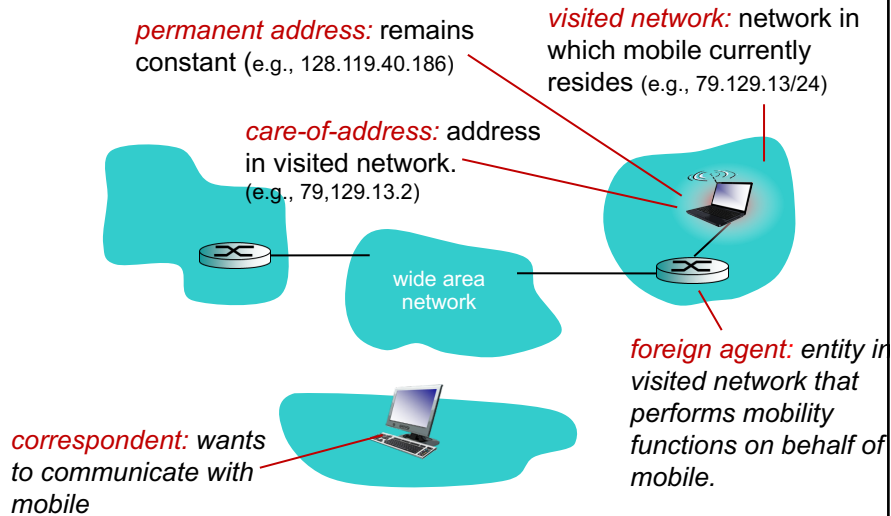 permanent address: remains
constant (e.g., 128.119.40.186)
visited network: network in
which mobile currently
resides (e.g., 79.129.13/24)
care-of-address: address
in visited network.
(e.g., 79,129.13.2)
wide area
network
foreign agent: entity in
visited network that
performs mobility
functions on behalf of
mobile.
correspondent: wants
to communicate with
mobile